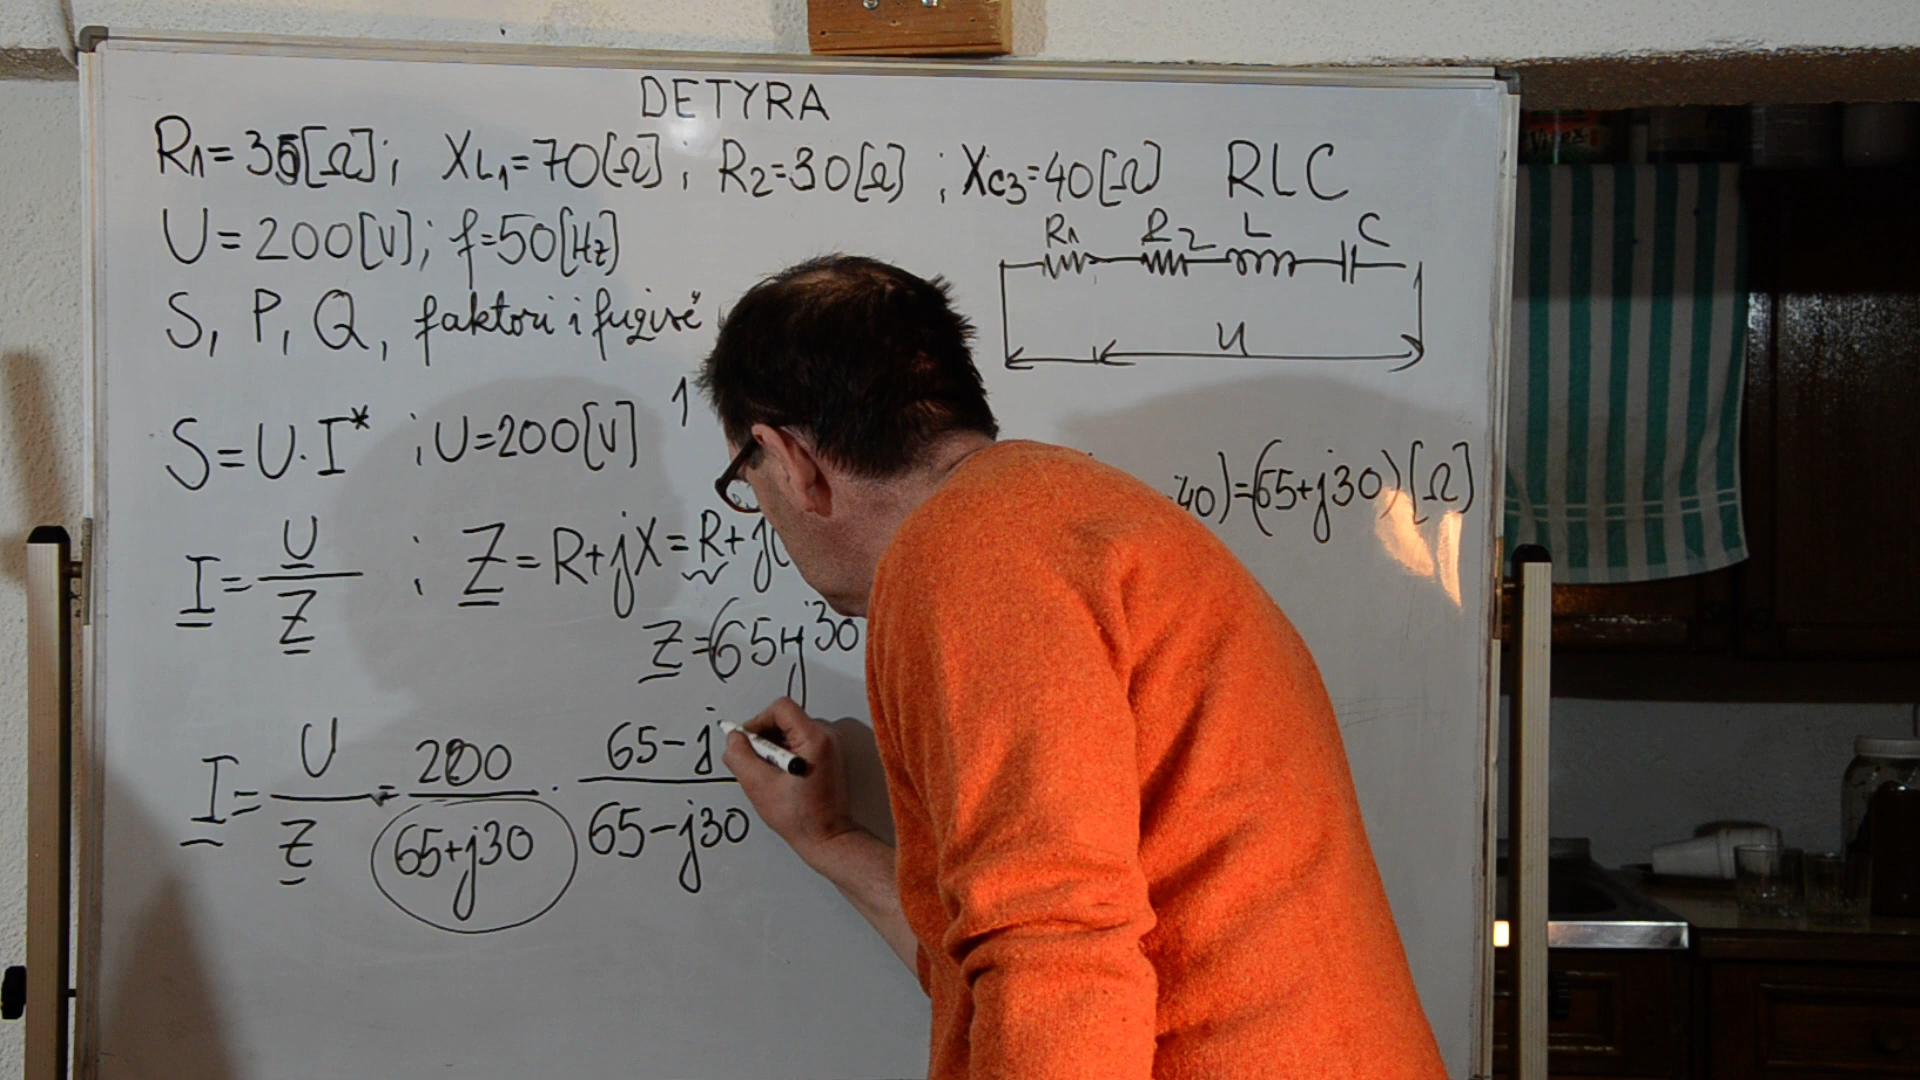 DETYRA
R1=35[Ω]; XL1=70[Ω]; R2=30[Ω]; XC3=40[Ω] RLC
U=200[V]; f=50[Hz]
R1 R2 L C
S, P, Q, faktori i fuqisë
U
S=U·I* ; U=200[V] 1
40)=(65+j30)[Ω]
I=U/Z ; Z=R+jX=R+j(
Z=(65+j30
I=U/Z=200/65+j30 · 65-j/65-j30